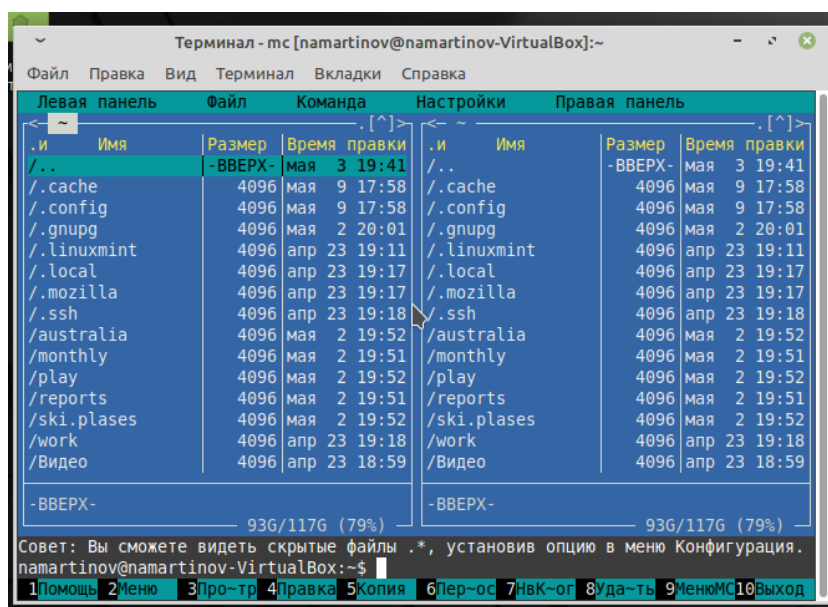 Терминал - mc [namartinov@namartinov-VirtualBox]:~
Файл Правка Вид Терминал Вкладки Справка
Левая панель Файл Команда Настройки Правая панель
<— ~ .[^]> <— ~ .[^]>
.и Имя Размер Время правки .и Имя Размер Время правки
/.. -ВВЕРХ- мая 3 19:41 /.. -ВВЕРХ- мая 3 19:41
/.cache 4096 мая 9 17:58 /.cache 4096 мая 9 17:58
/.config 4096 мая 9 17:58 /.config 4096 мая 9 17:58
/.gnupg 4096 мая 2 20:01 /.gnupg 4096 мая 2 20:01
/.linuxmint 4096 апр 23 19:11 /.linuxmint 4096 апр 23 19:11
/.local 4096 апр 23 19:17 /.local 4096 апр 23 19:17
/.mozilla 4096 апр 23 19:17 /.mozilla 4096 апр 23 19:17
/.ssh 4096 апр 23 19:18 /.ssh 4096 апр 23 19:18
/australia 4096 мая 2 19:52 /australia 4096 мая 2 19:52
/monthly 4096 мая 2 19:51 /monthly 4096 мая 2 19:51
/play 4096 мая 2 19:52 /play 4096 мая 2 19:52
/reports 4096 мая 2 19:51 /reports 4096 мая 2 19:51
/ski.plases 4096 мая 2 19:52 /ski.plases 4096 мая 2 19:52
/work 4096 апр 23 19:18 /work 4096 апр 23 19:18
/Видео 4096 апр 23 18:59 /Видео 4096 апр 23 18:59
-ВВЕРХ- -ВВЕРХ-
93G/117G (79%) 93G/117G (79%)
Совет: Вы сможете видеть скрытые файлы .*, установив опцию в меню Конфигурация.
namartinov@namartinov-VirtualBox:~$
1Помощь 2Меню 3Про~тр 4Правка 5Копия 6Пер~ос 7НвК~ог 8Уда~ть 9МенюMC 10Выход